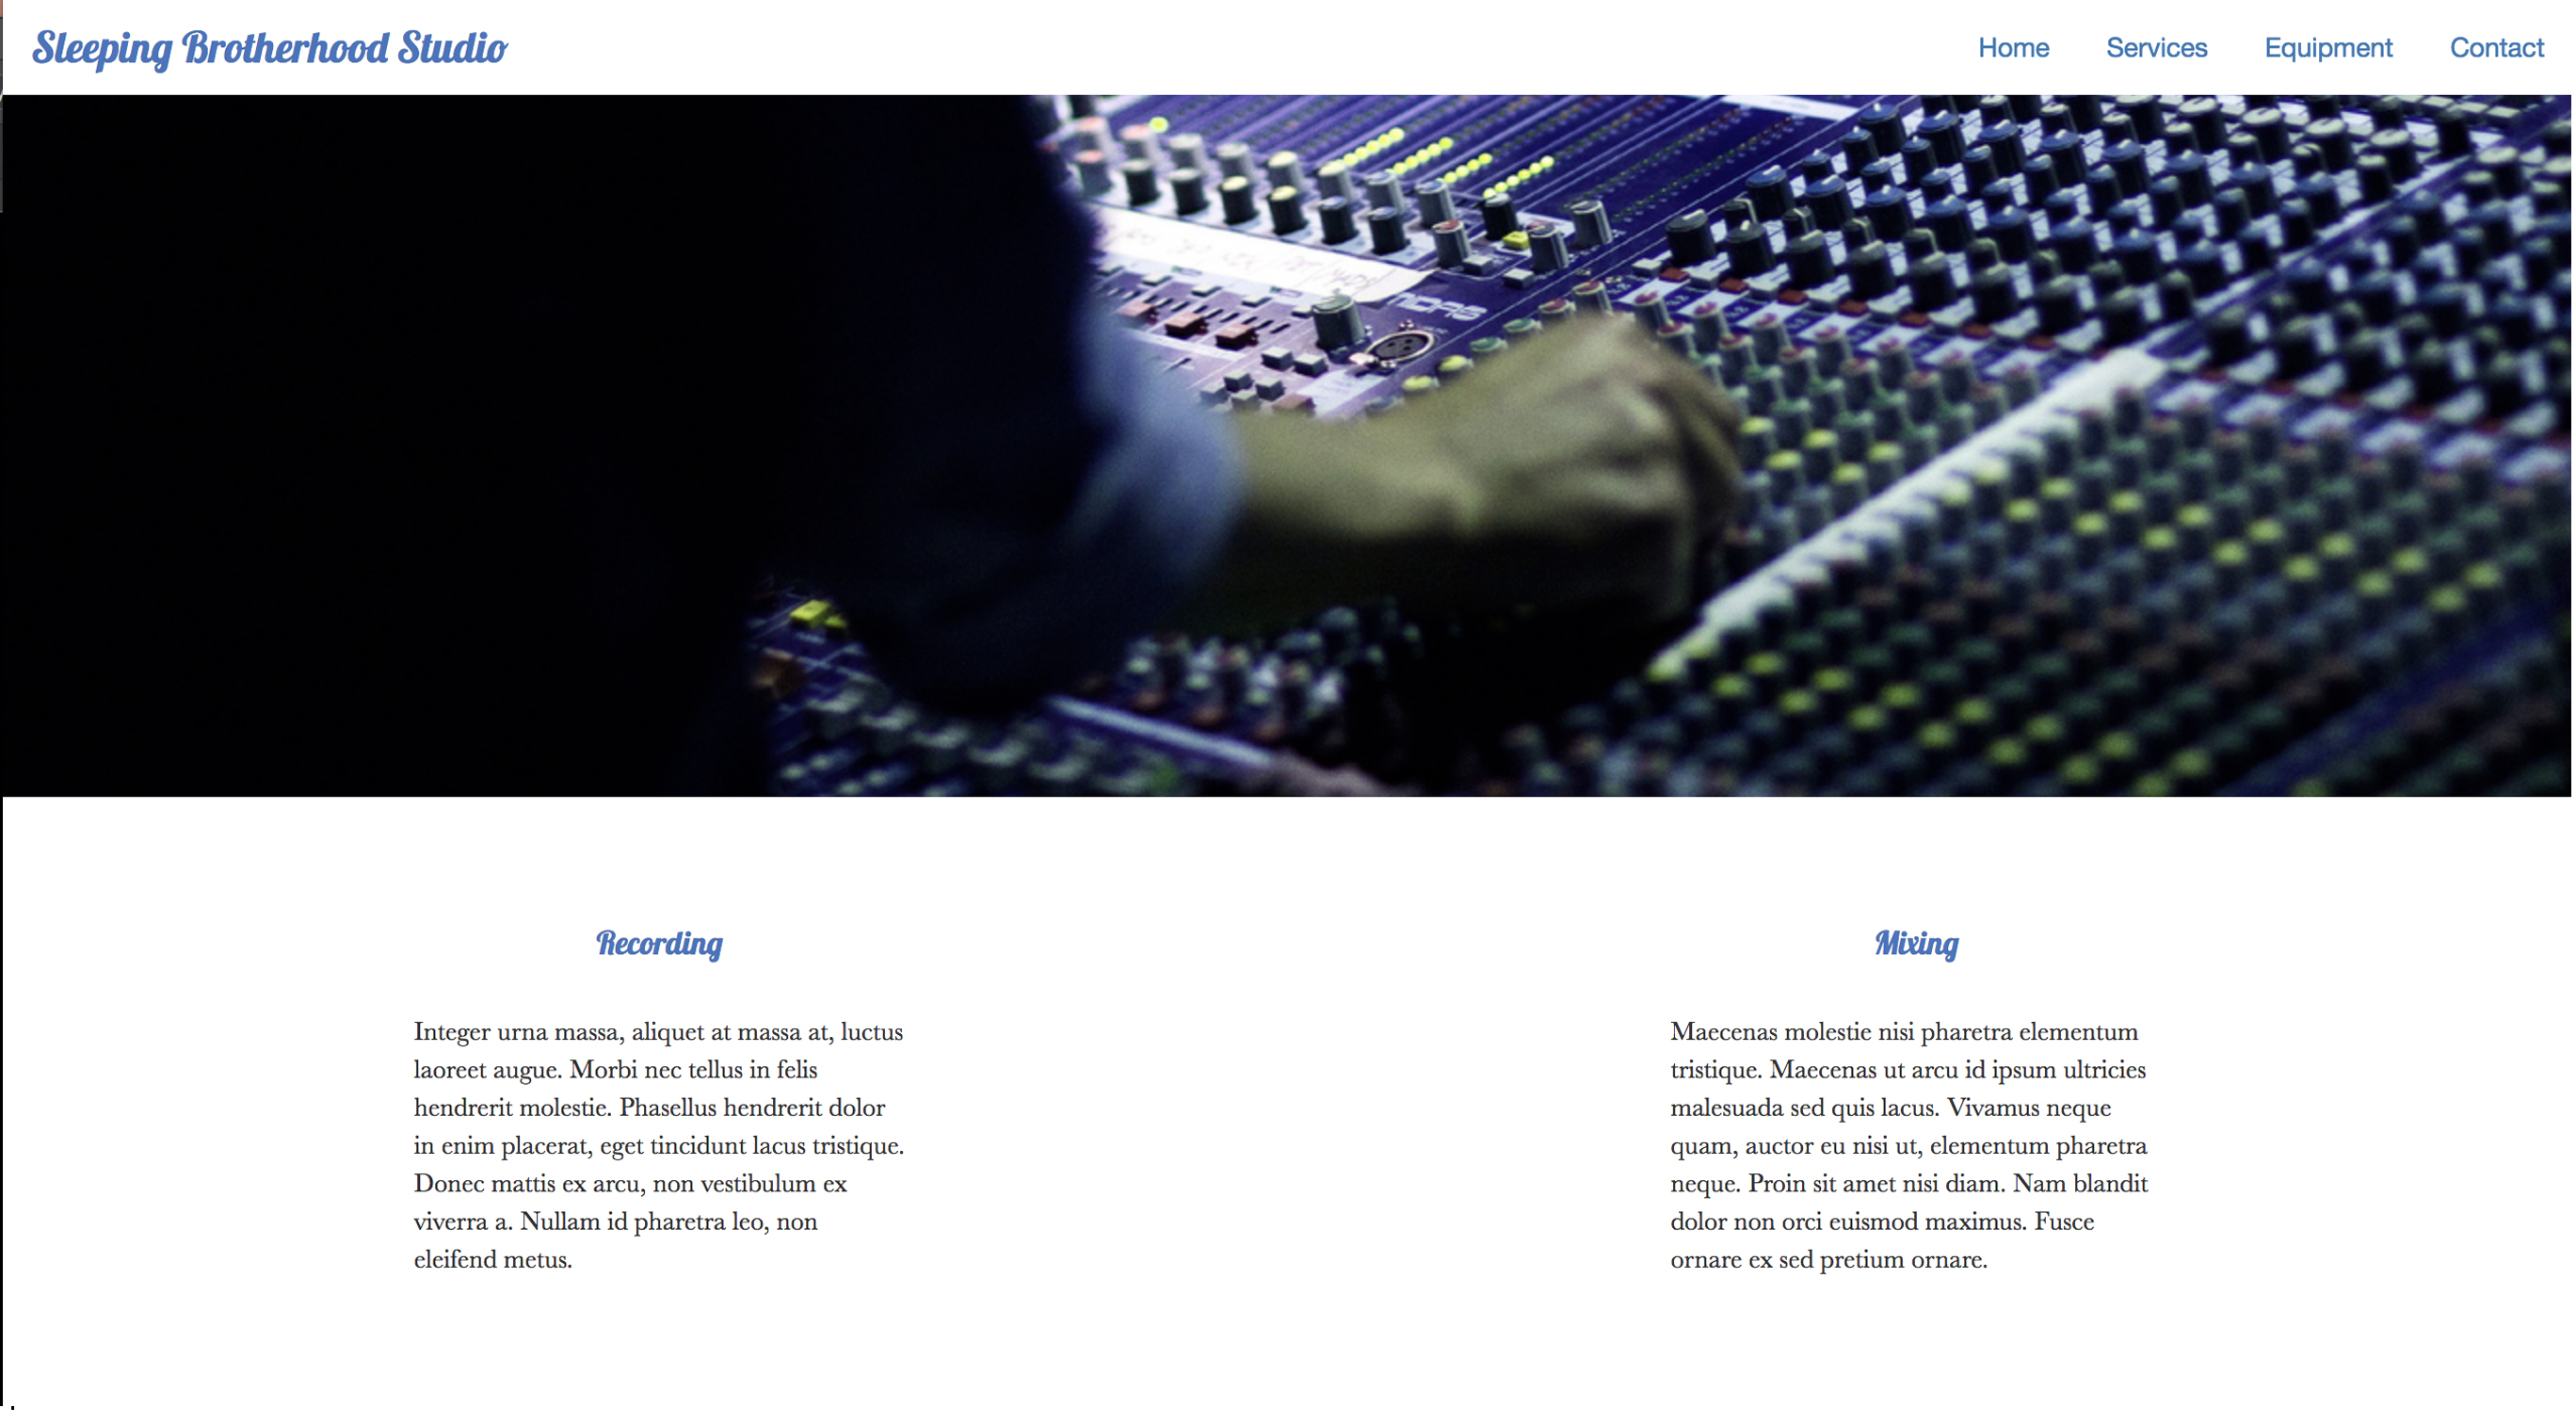 Sleeping Brotherhood Studio
Home Services Equipment Contact
MIDAS
Recording
Integer urna massa, aliquet at massa at, luctus
laoreet augue. Morbi nec tellus in felis
hendrerit molestie. Phasellus hendrerit dolor
in enim placerat, eget tincidunt lacus tristique.
Donec mattis ex arcu, non vestibulum ex
viverra a. Nullam id pharetra leo, non
eleifend metus.
Mixing
Maecenas molestie nisi pharetra elementum
tristique. Maecenas ut arcu id ipsum ultricies
malesuada sed quis lacus. Vivamus neque
quam, auctor eu nisi ut, elementum pharetra
neque. Proin sit amet nisi diam. Nam blandit
dolor non orci euismod maximus. Fusce
ornare ex sed pretium ornare.